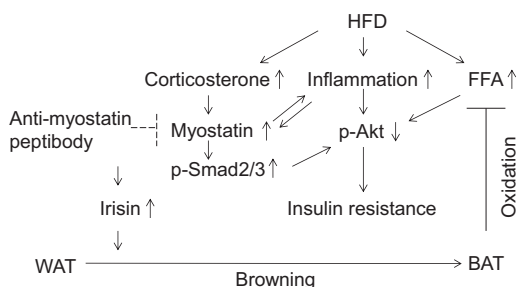 HFD
Corticosterone ↑ Inflammation ↑ FFA ↑
Anti-myostatin
peptibody
Myostatin ↑ p-Akt ↓
p-Smad2/3 ↑
Irisin ↑ Insulin resistance
Oxidation
WAT BAT
Browning